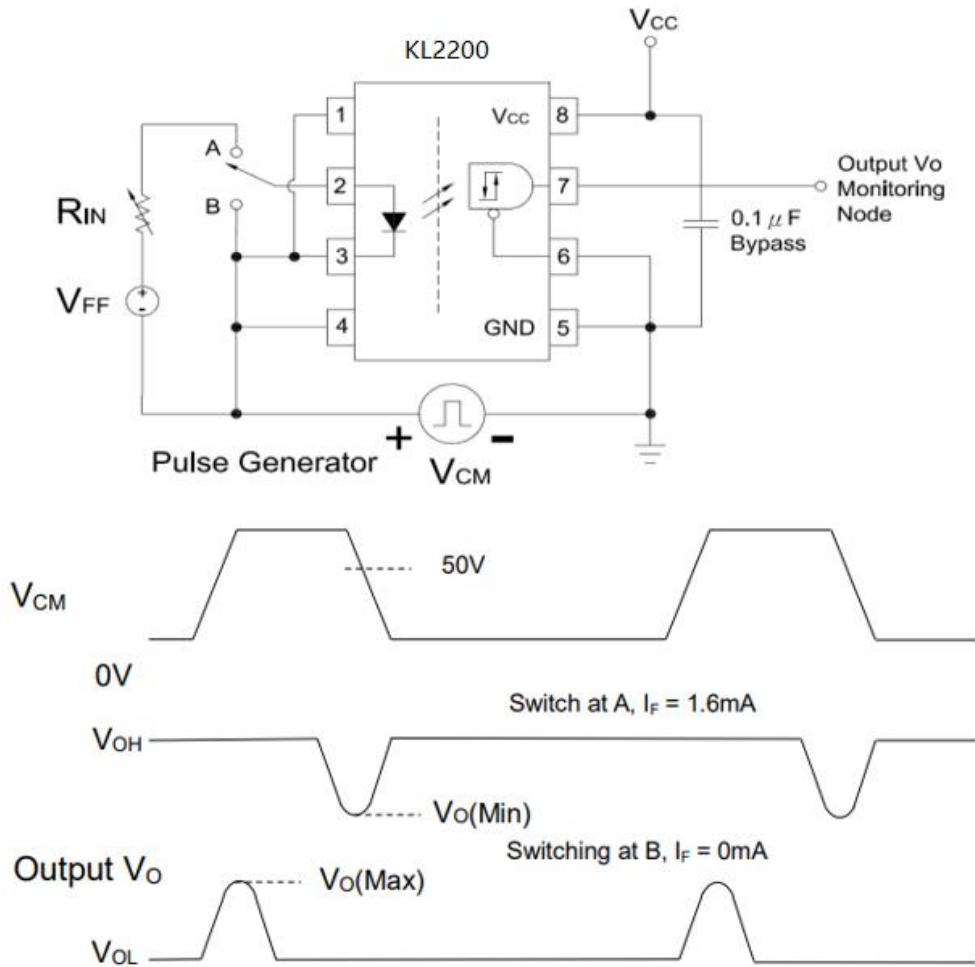 VCC
KL2200
1
VCC
8
A
2
7
Output Vo
Monitoring
Node
RIN
B
0.1 μF
Bypass
3
6
VFF
+
-
4
GND
5
+
-
Pulse Generator
VCM
50V
VCM
0V
Switch at A, IF = 1.6mA
VOH
VO(Min)
Switching at B, IF = 0mA
Output VO
VO(Max)
VOL